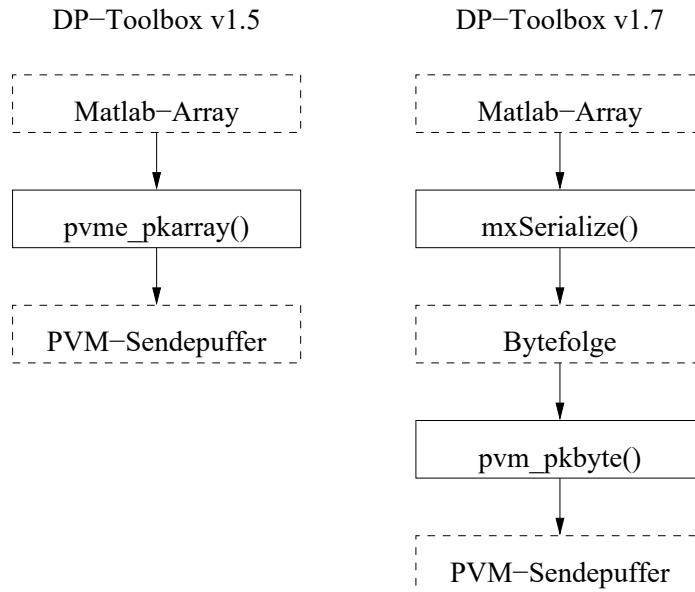 DP−Toolbox v1.5
Matlab−Array
pvme_pkarray()
PVM−Sendepuffer
DP−Toolbox v1.7
Matlab−Array
mxSerialize()
Bytefolge
pvm_pkbyte()
PVM−Sendepuffer